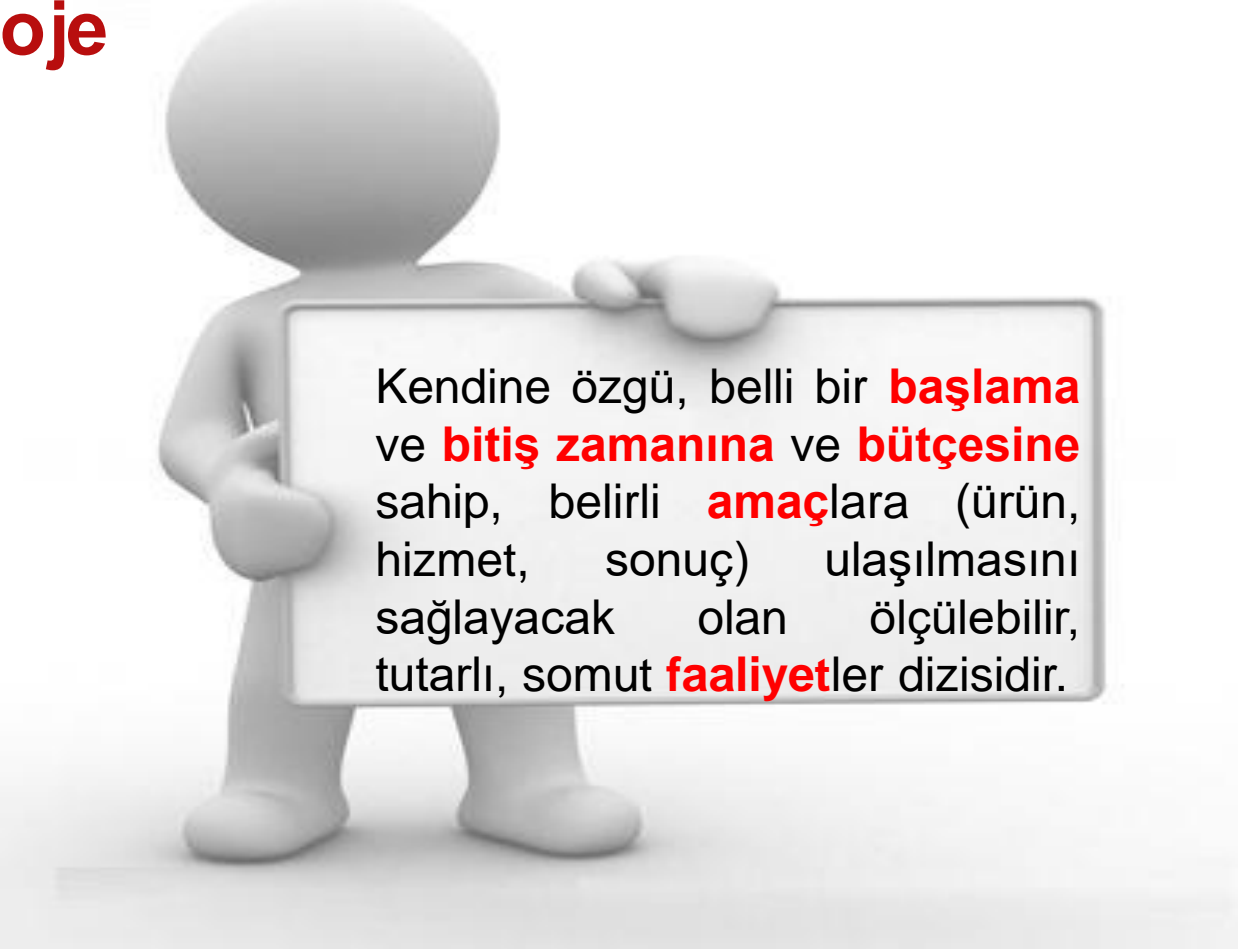 oje
Kendine özgü, belli bir başlama
ve bitiş zamanına ve bütçesine
sahip, belirli amaçlara (ürün,
hizmet, sonuç) ulaşılmasını
sağlayacak olan ölçülebilir,
tutarlı, somut faaliyetler dizisidir.